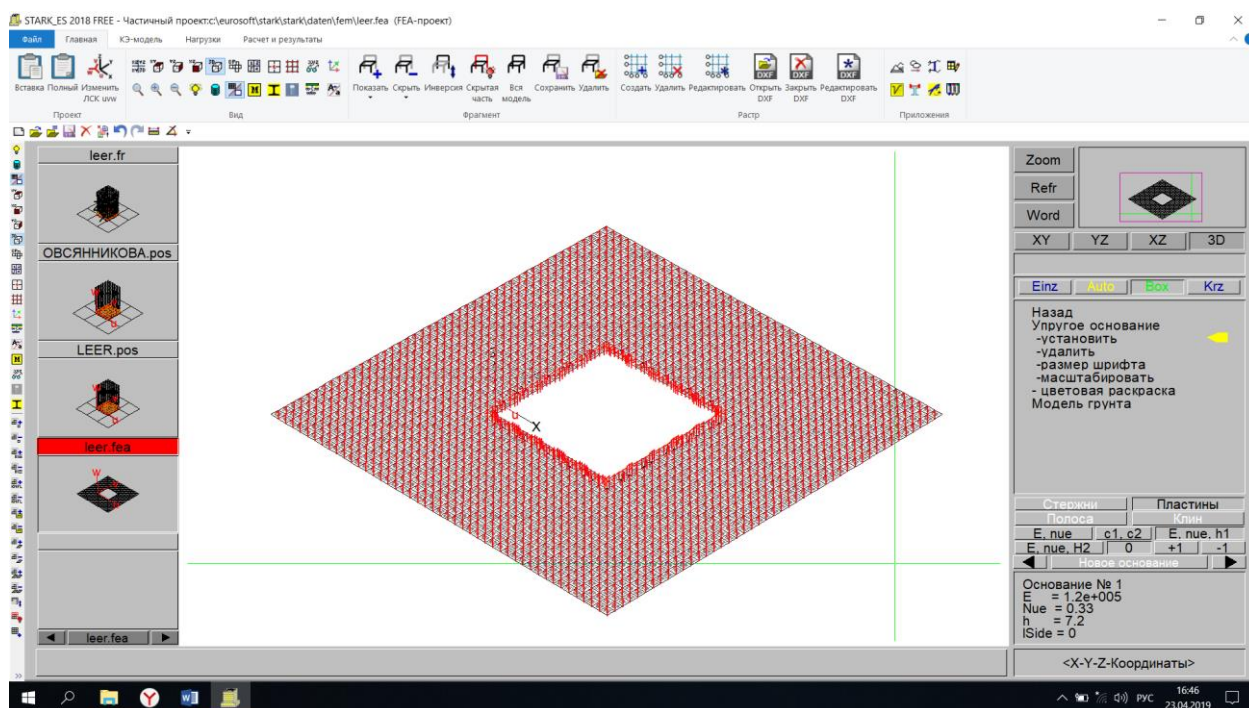 STARK_ES 2018 FREE - Частичный проект:c:\eurosoft\stark\stark\daten\fem\leer.fea (FEA-проект)
Файл Главная КЭ-модель Нагрузки Расчет и результаты
Вставка Полный Изменить ЛСК uvw
Показать Скрыть Инверсия Скрытая часть Вся модель Сохранить Удалить
Создать Удалить Редактировать Открыть DXF Закрыть DXF Редактировать DXF
Проект Вид Фрагмент Растр Приложения
leer.fr
ОВСЯННИКОВА.pos
LEER.pos
leer.fea
leer.fea
X
u
Zoom
Refr
Word
XY YZ XZ 3D
Einz Auto Box Krz
Назад
Упругое основание
-установить
-удалить
-размер шрифта
-масштабировать
- цветовая раскраска
Модель грунта
Стержни Пластины
Полоса Клин
E, nue c1, c2 E, nue, h1
E, nue, H2 0 +1 -1
Новое основание
Основание № 1
E = 1.2e+005
Nue = 0.33
h = 7.2
ISide = 0
<X-Y-Z-Координаты>
РУС 16:46
23.04.2019